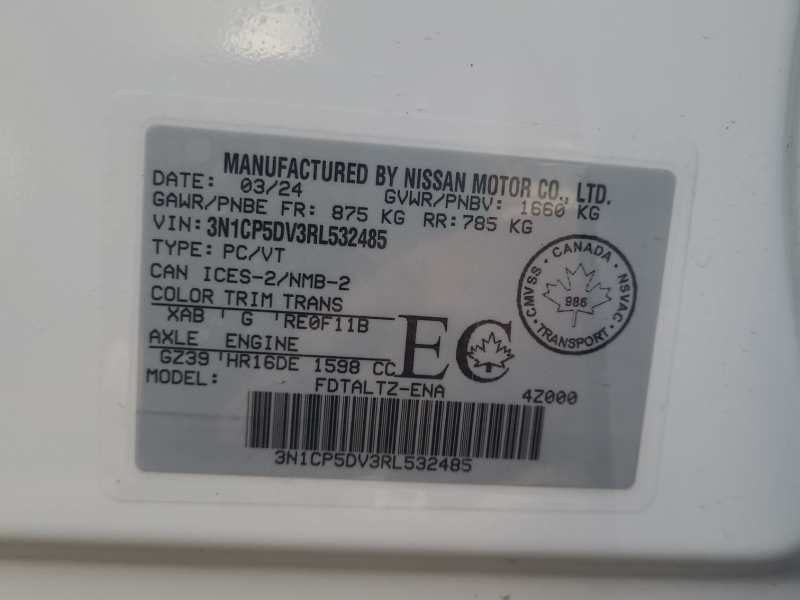 MANUFACTURED BY NISSAN MOTOR CO., LTD.
DATE: 03/24 GVWR/PNBV: 1660 KG
GAWR/PNBE FR: 875 KG RR: 785 KG
VIN: 3N1CP5DV3RL532485
TYPE: PC/VT
CAN ICES-2/NMB-2
COLOR TRIM TRANS
XAB G RE0F11B
AXLE ENGINE
GZ39 HR16DE 1598 CC
EC
CANADA
CMVSS
NSVAC
986
TRANSPORT
MODEL: FDTALTZ-ENA 4Z000
3N1CP5DV3RL532485